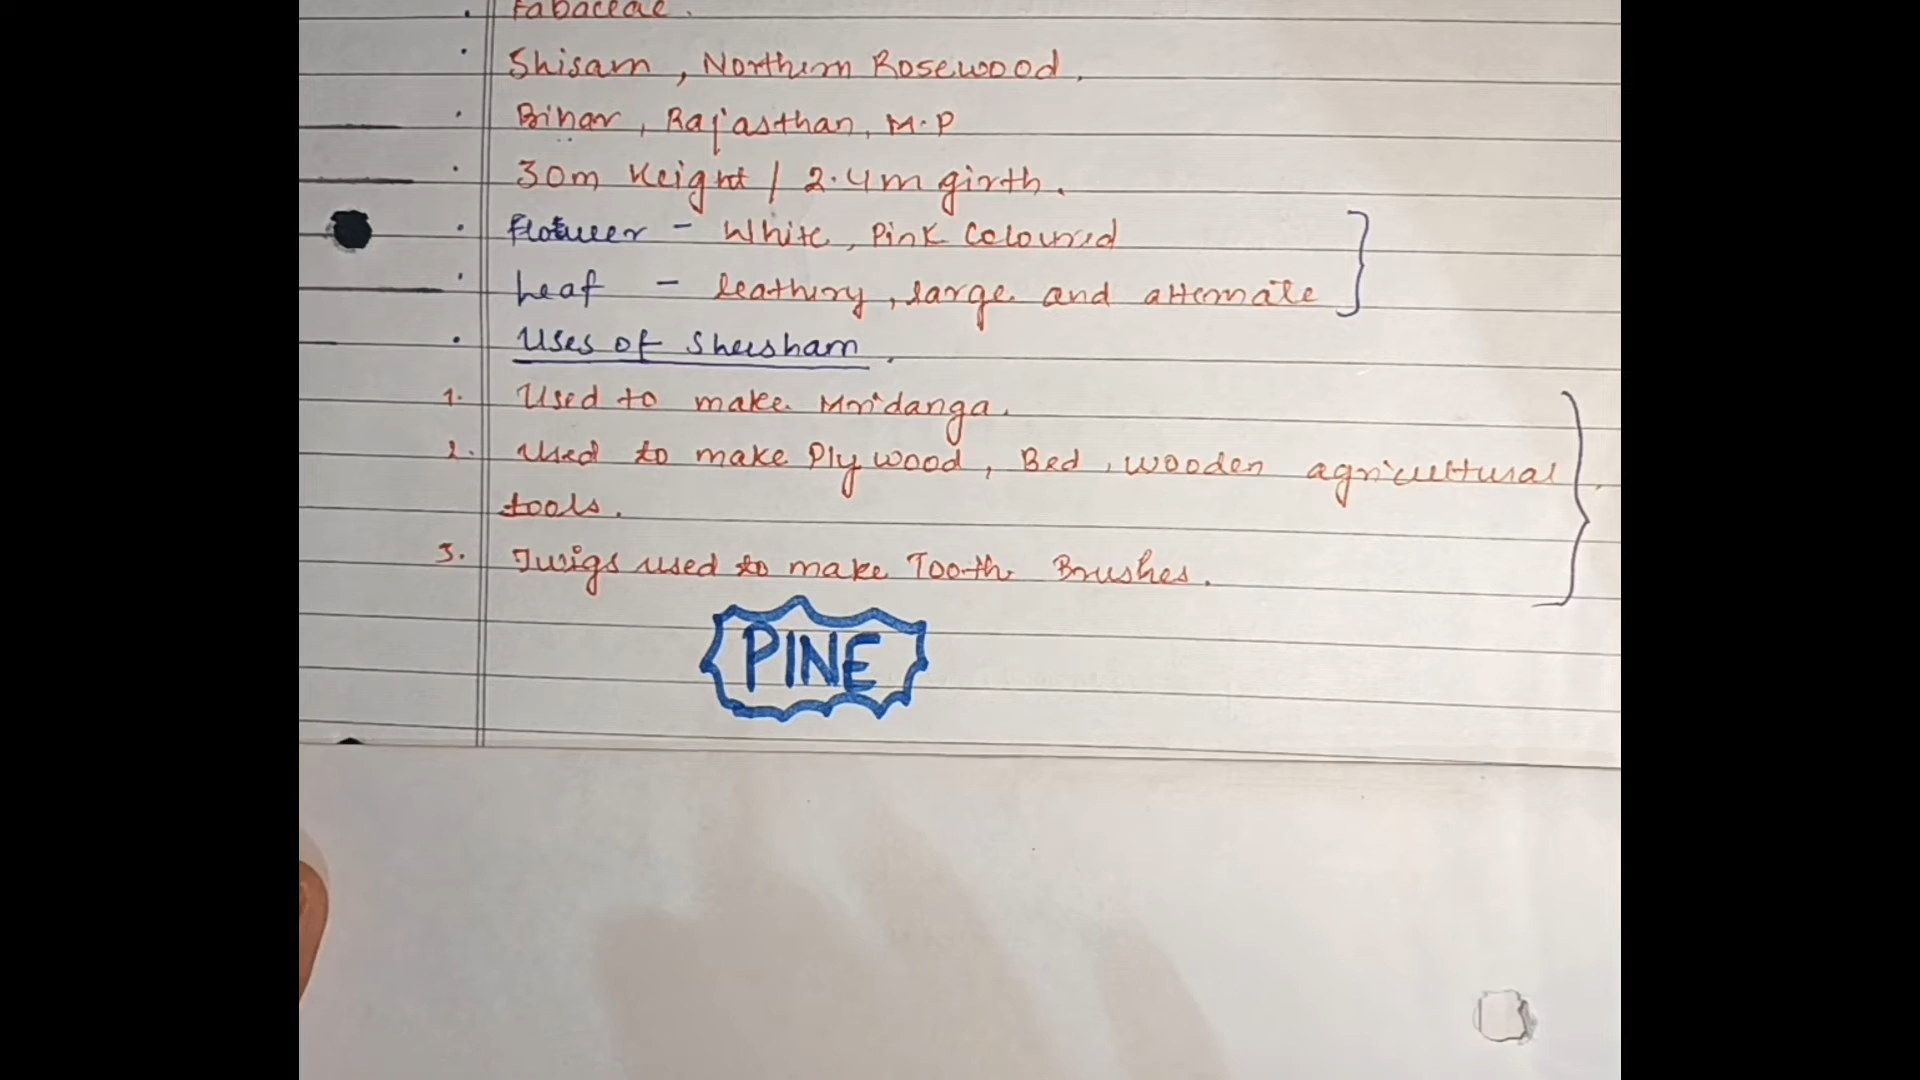 . Fabaceae.
. Shisam, Northern Rosewood.
. Bihar, Rajasthan, M.P
. 30m Height / 2.4m girth.
. Flower - White, Pink Coloured
. Leaf - leathery, large and alternate
. Uses of Sheesham.
1. Used to make Mridanga.
2. Used to make Plywood, Bed, wooden agricultural
tools.
3. Twigs used to make Tooth Brushes.
PINE